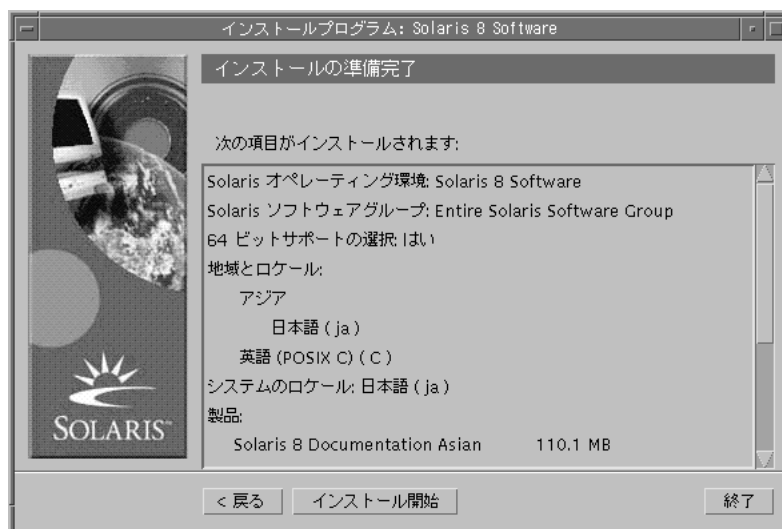 インストールプログラム: Solaris 8 Software
インストールの準備完了
次の項目がインストールされます:
Solaris オペレーティング環境: Solaris 8 Software
Solaris ソフトウェアグループ: Entire Solaris Software Group
64 ビットサポートの選択: はい
地域とロケール:
アジア
日本語 ( ja )
英語 (POSIX C) ( C )
システムのロケール: 日本語 ( ja )
製品:
Solaris 8 Documentation Asian 110.1 MB
SOLARIS™
< 戻る インストール開始 終了